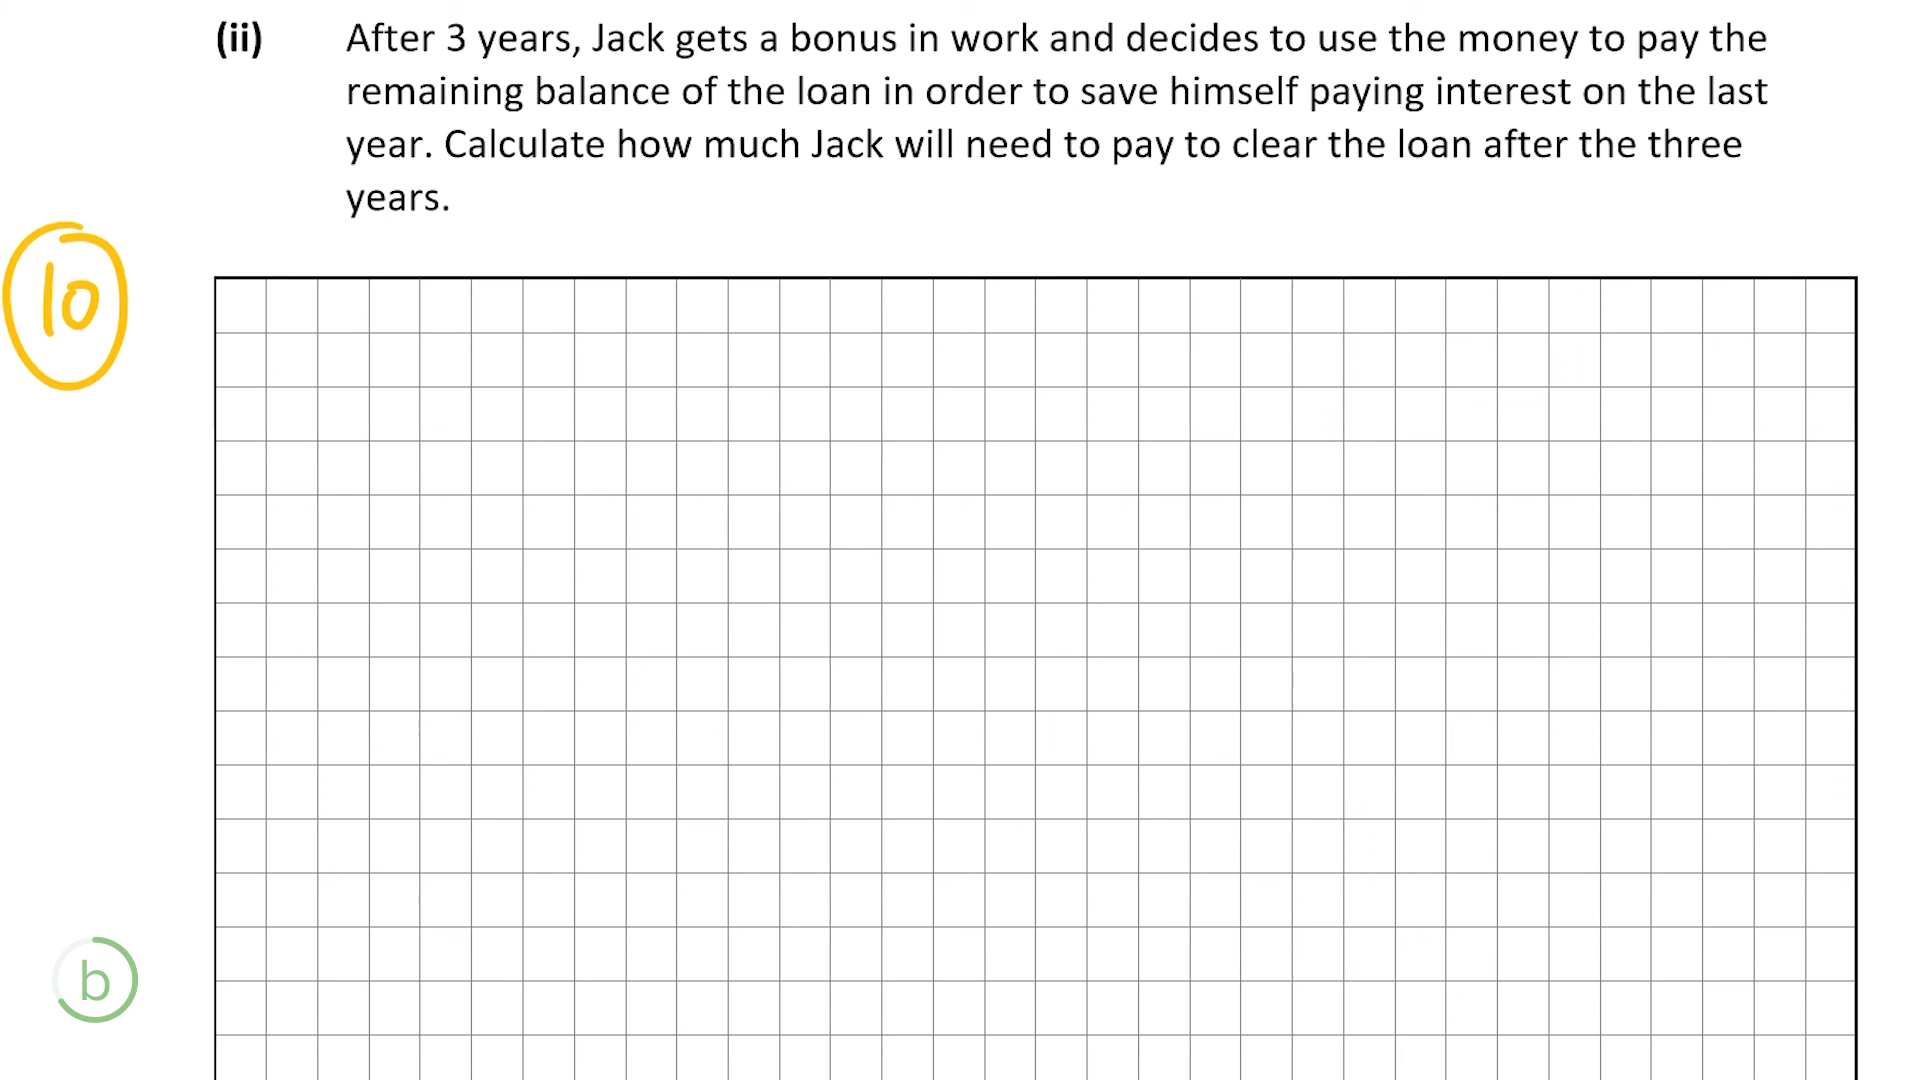 (ii) After 3 years, Jack gets a bonus in work and decides to use the money to pay the
remaining balance of the loan in order to save himself paying interest on the last
year. Calculate how much Jack will need to pay to clear the loan after the three
years.
10
b